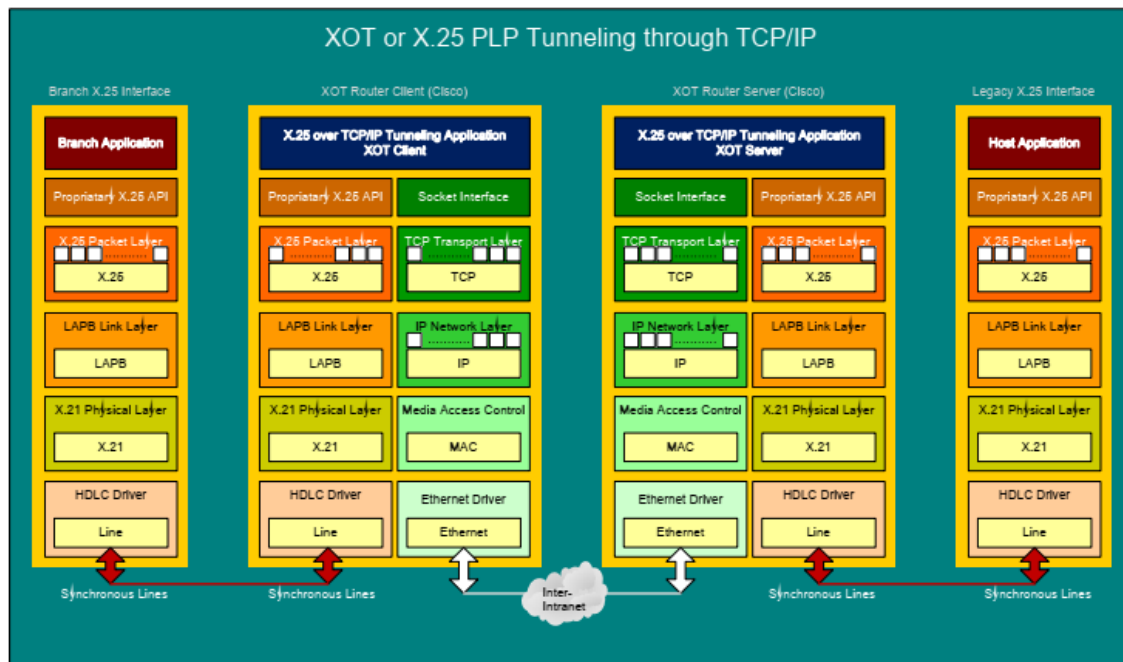 XOT or X.25 PLP Tunneling through TCP/IP
Branch X.25 Interface
XOT Router Client (Cisco)
XOT Router Server (Cisco)
Legacy X.25 Interface
Branch Application
X.25 over TCP/IP Tunneling Application
XOT Client
X.25 over TCP/IP Tunneling Application
XOT Server
Host Application
Propriatary X.25 API
Propriatary X.25 API
Socket Interface
Socket Interface
Propriatary X.25 API
Propriatary X.25 API
X.25 Packet Layer
X.25 Packet Layer
TCP Transport Layer
TCP Transport Layer
X.25 Packet Layer
X.25 Packet Layer
X.25
X.25
TCP
TCP
X.25
X.25
LAPB Link Layer
LAPB Link Layer
IP Network Layer
IP Network Layer
LAPB Link Layer
LAPB Link Layer
LAPB
LAPB
IP
IP
LAPB
LAPB
X.21 Physical Layer
X.21 Physical Layer
Media Access Control
Media Access Control
X.21 Physical Layer
X.21 Physical Layer
X.21
X.21
MAC
MAC
X.21
X.21
HDLC Driver
HDLC Driver
Ethernet Driver
Ethernet Driver
HDLC Driver
HDLC Driver
Line
Line
Ethernet
Ethernet
Line
Line
Synchronous Lines
Synchronous Lines
Inter-
Intranet
Synchronous Lines
Synchronous Lines